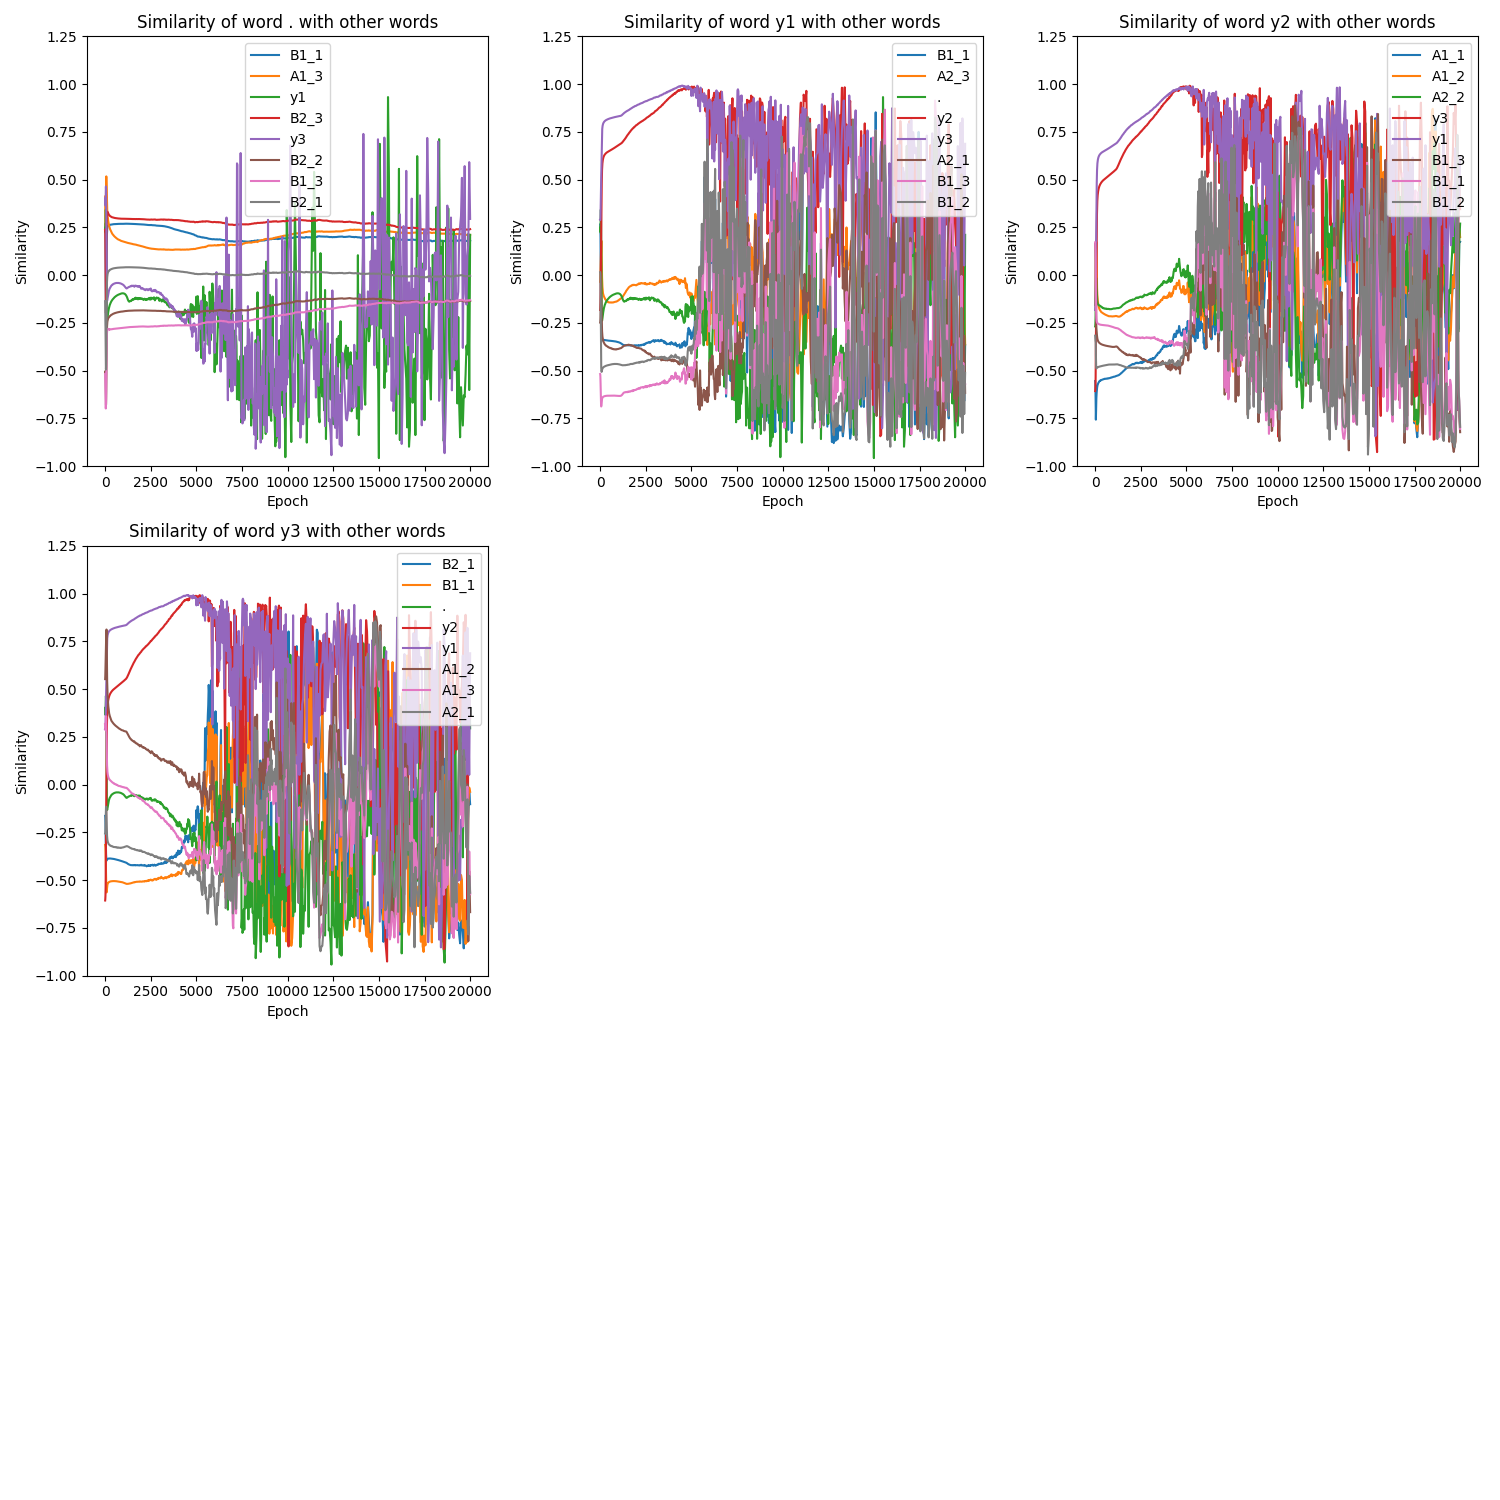 Similarity of word . with other words
Similarity
1.25
1.00
0.75
0.50
0.25
0.00
−0.25
−0.50
−0.75
−1.00
B1_1
A1_3
y1
B2_3
y3
B2_2
B1_3
B2_1
0 2500 5000 7500 10000 12500 15000 17500 20000
Epoch
Similarity of word y1 with other words
Similarity
1.25
1.00
0.75
0.50
0.25
0.00
−0.25
−0.50
−0.75
−1.00
B1_1
A2_3
.
y2
y3
A2_1
B1_3
B1_2
0 2500 5000 7500 10000 12500 15000 17500 20000
Epoch
Similarity of word y2 with other words
Similarity
1.25
1.00
0.75
0.50
0.25
0.00
−0.25
−0.50
−0.75
−1.00
A1_1
A1_2
A2_2
y3
y1
B1_3
B1_1
B1_2
0 2500 5000 7500 10000 12500 15000 17500 20000
Epoch
Similarity of word y3 with other words
Similarity
1.25
1.00
0.75
0.50
0.25
0.00
−0.25
−0.50
−0.75
−1.00
B2_1
B1_1
.
y2
y1
A1_2
A1_3
A2_1
0 2500 5000 7500 10000 12500 15000 17500 20000
Epoch